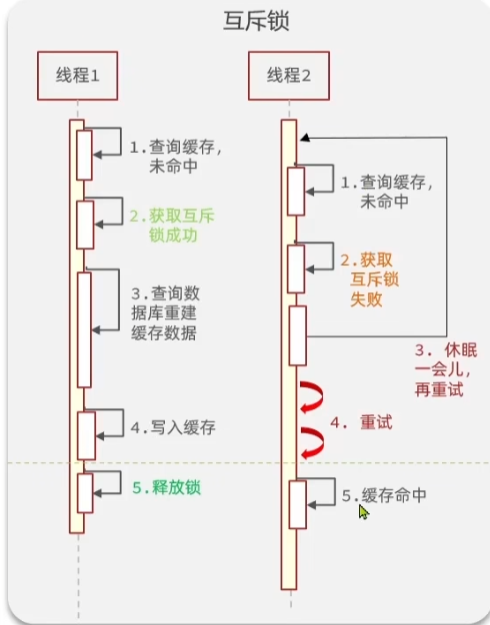 互斥锁
线程1
线程2
1.查询缓存，
未命中
2.获取互斥
锁成功
3.查询数
据库重建
缓存数据
4.写入缓存
5.释放锁
1.查询缓存，
未命中
2.获取
互斥锁
失败
3. 休眠
一会儿，
再重试
4. 重试
5.缓存命中